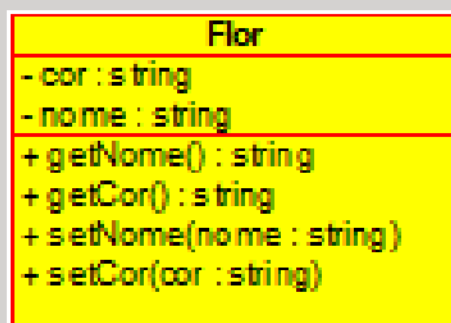 Flor
- cor : string
- nome : string
+ getNome() : string
+ getCor() : string
+ setNome(nome : string)
+ setCor(cor : string)